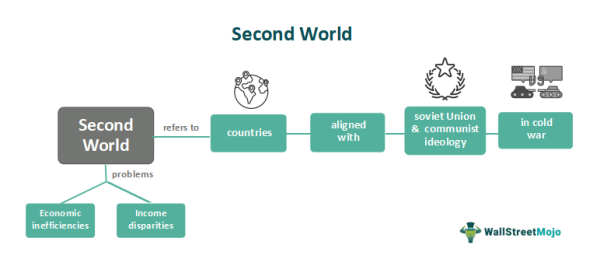 Second World
Second
World
refers to
countries
aligned
with
soviet Union
& communist
ideology
in cold
war
problems
Economic
inefficiencies
Income
disparities
WallStreetMojo